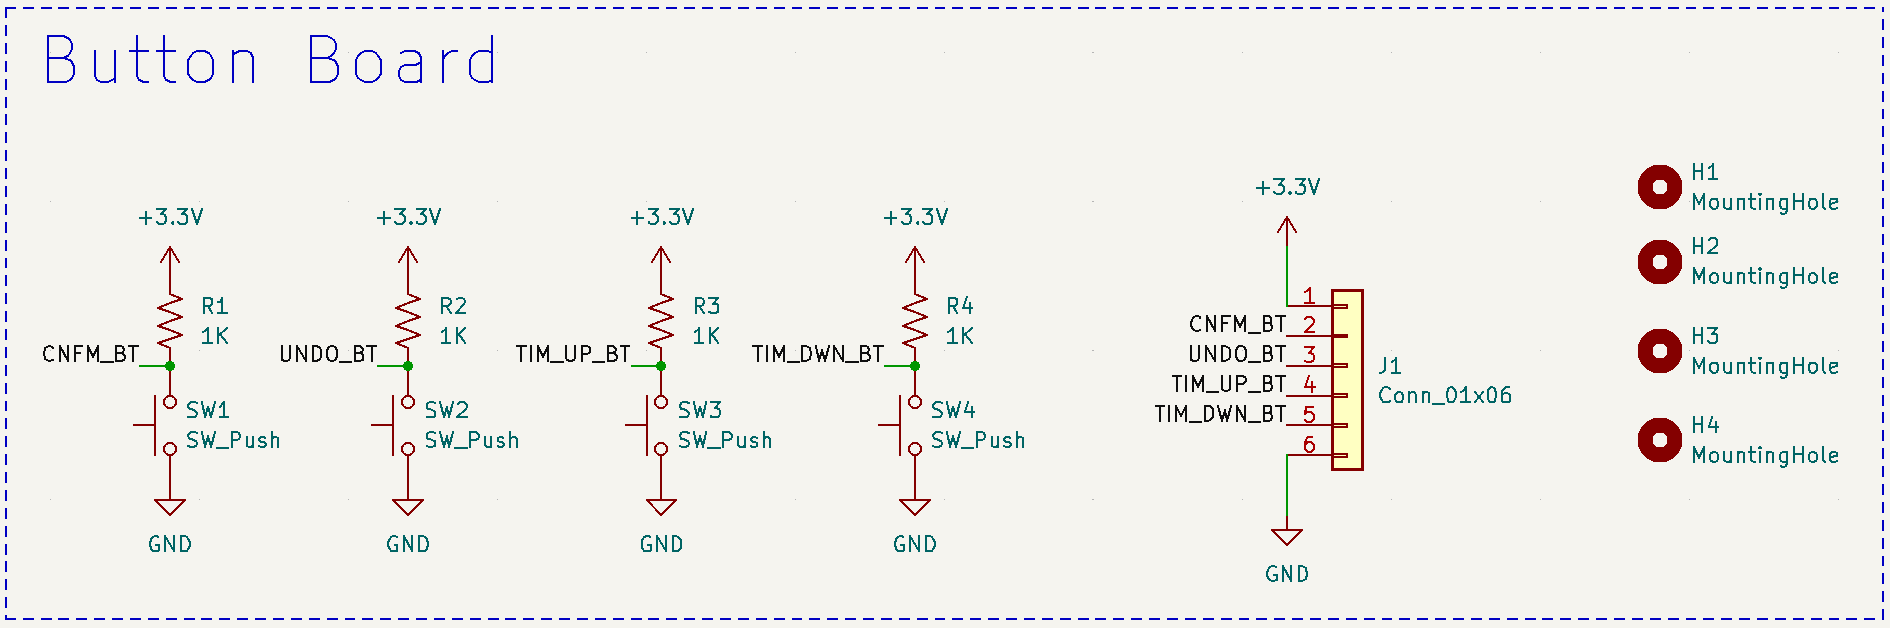 Button Board
+3.3V
R1
1K
CNFM_BT
SW1
SW_Push
GND
+3.3V
R2
1K
UNDO_BT
SW2
SW_Push
GND
+3.3V
R3
1K
TIM_UP_BT
SW3
SW_Push
GND
+3.3V
R4
1K
TIM_DWN_BT
SW4
SW_Push
GND
+3.3V
1
CNFM_BT 2
UNDO_BT 3
TIM_UP_BT 4
TIM_DWN_BT 5
6
J1
Conn_01x06
GND
H1
MountingHole
H2
MountingHole
H3
MountingHole
H4
MountingHole